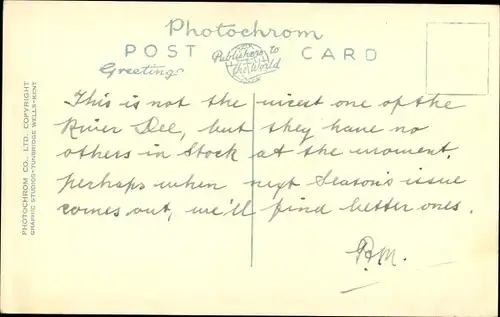 Photochrom
POST CARD
Publishers to
the World
Greetings
This is not the nicest one of the
River Dee, but they have no
others in Stock at the moment.
perhaps when next Season's issue
comes out, we'll find better ones.
R.M.
PHOTOCHROM CO., LTD. COPYRIGHT
GRAPHIC STUDIOS-TUNBRIDGE WELLS-KENT